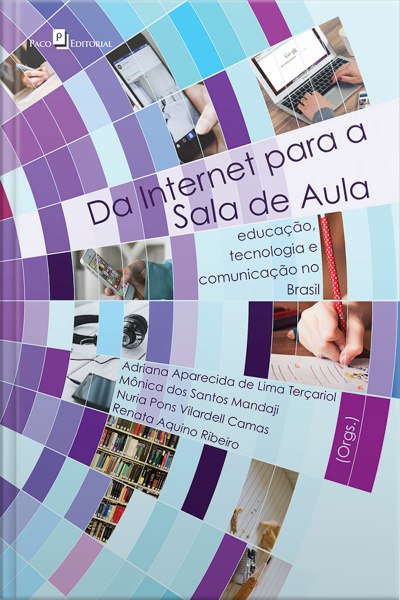 PACO EDITORIAL
Da Internet para a
Sala de Aula
educação,
tecnologia e
comunicação no
Brasil
Adriana Aparecida de Lima Terçariol
Mônica dos Santos Mandaji
Nuria Pons Vilardell Camas
Renata Aquino Ribeiro
(Orgs.)